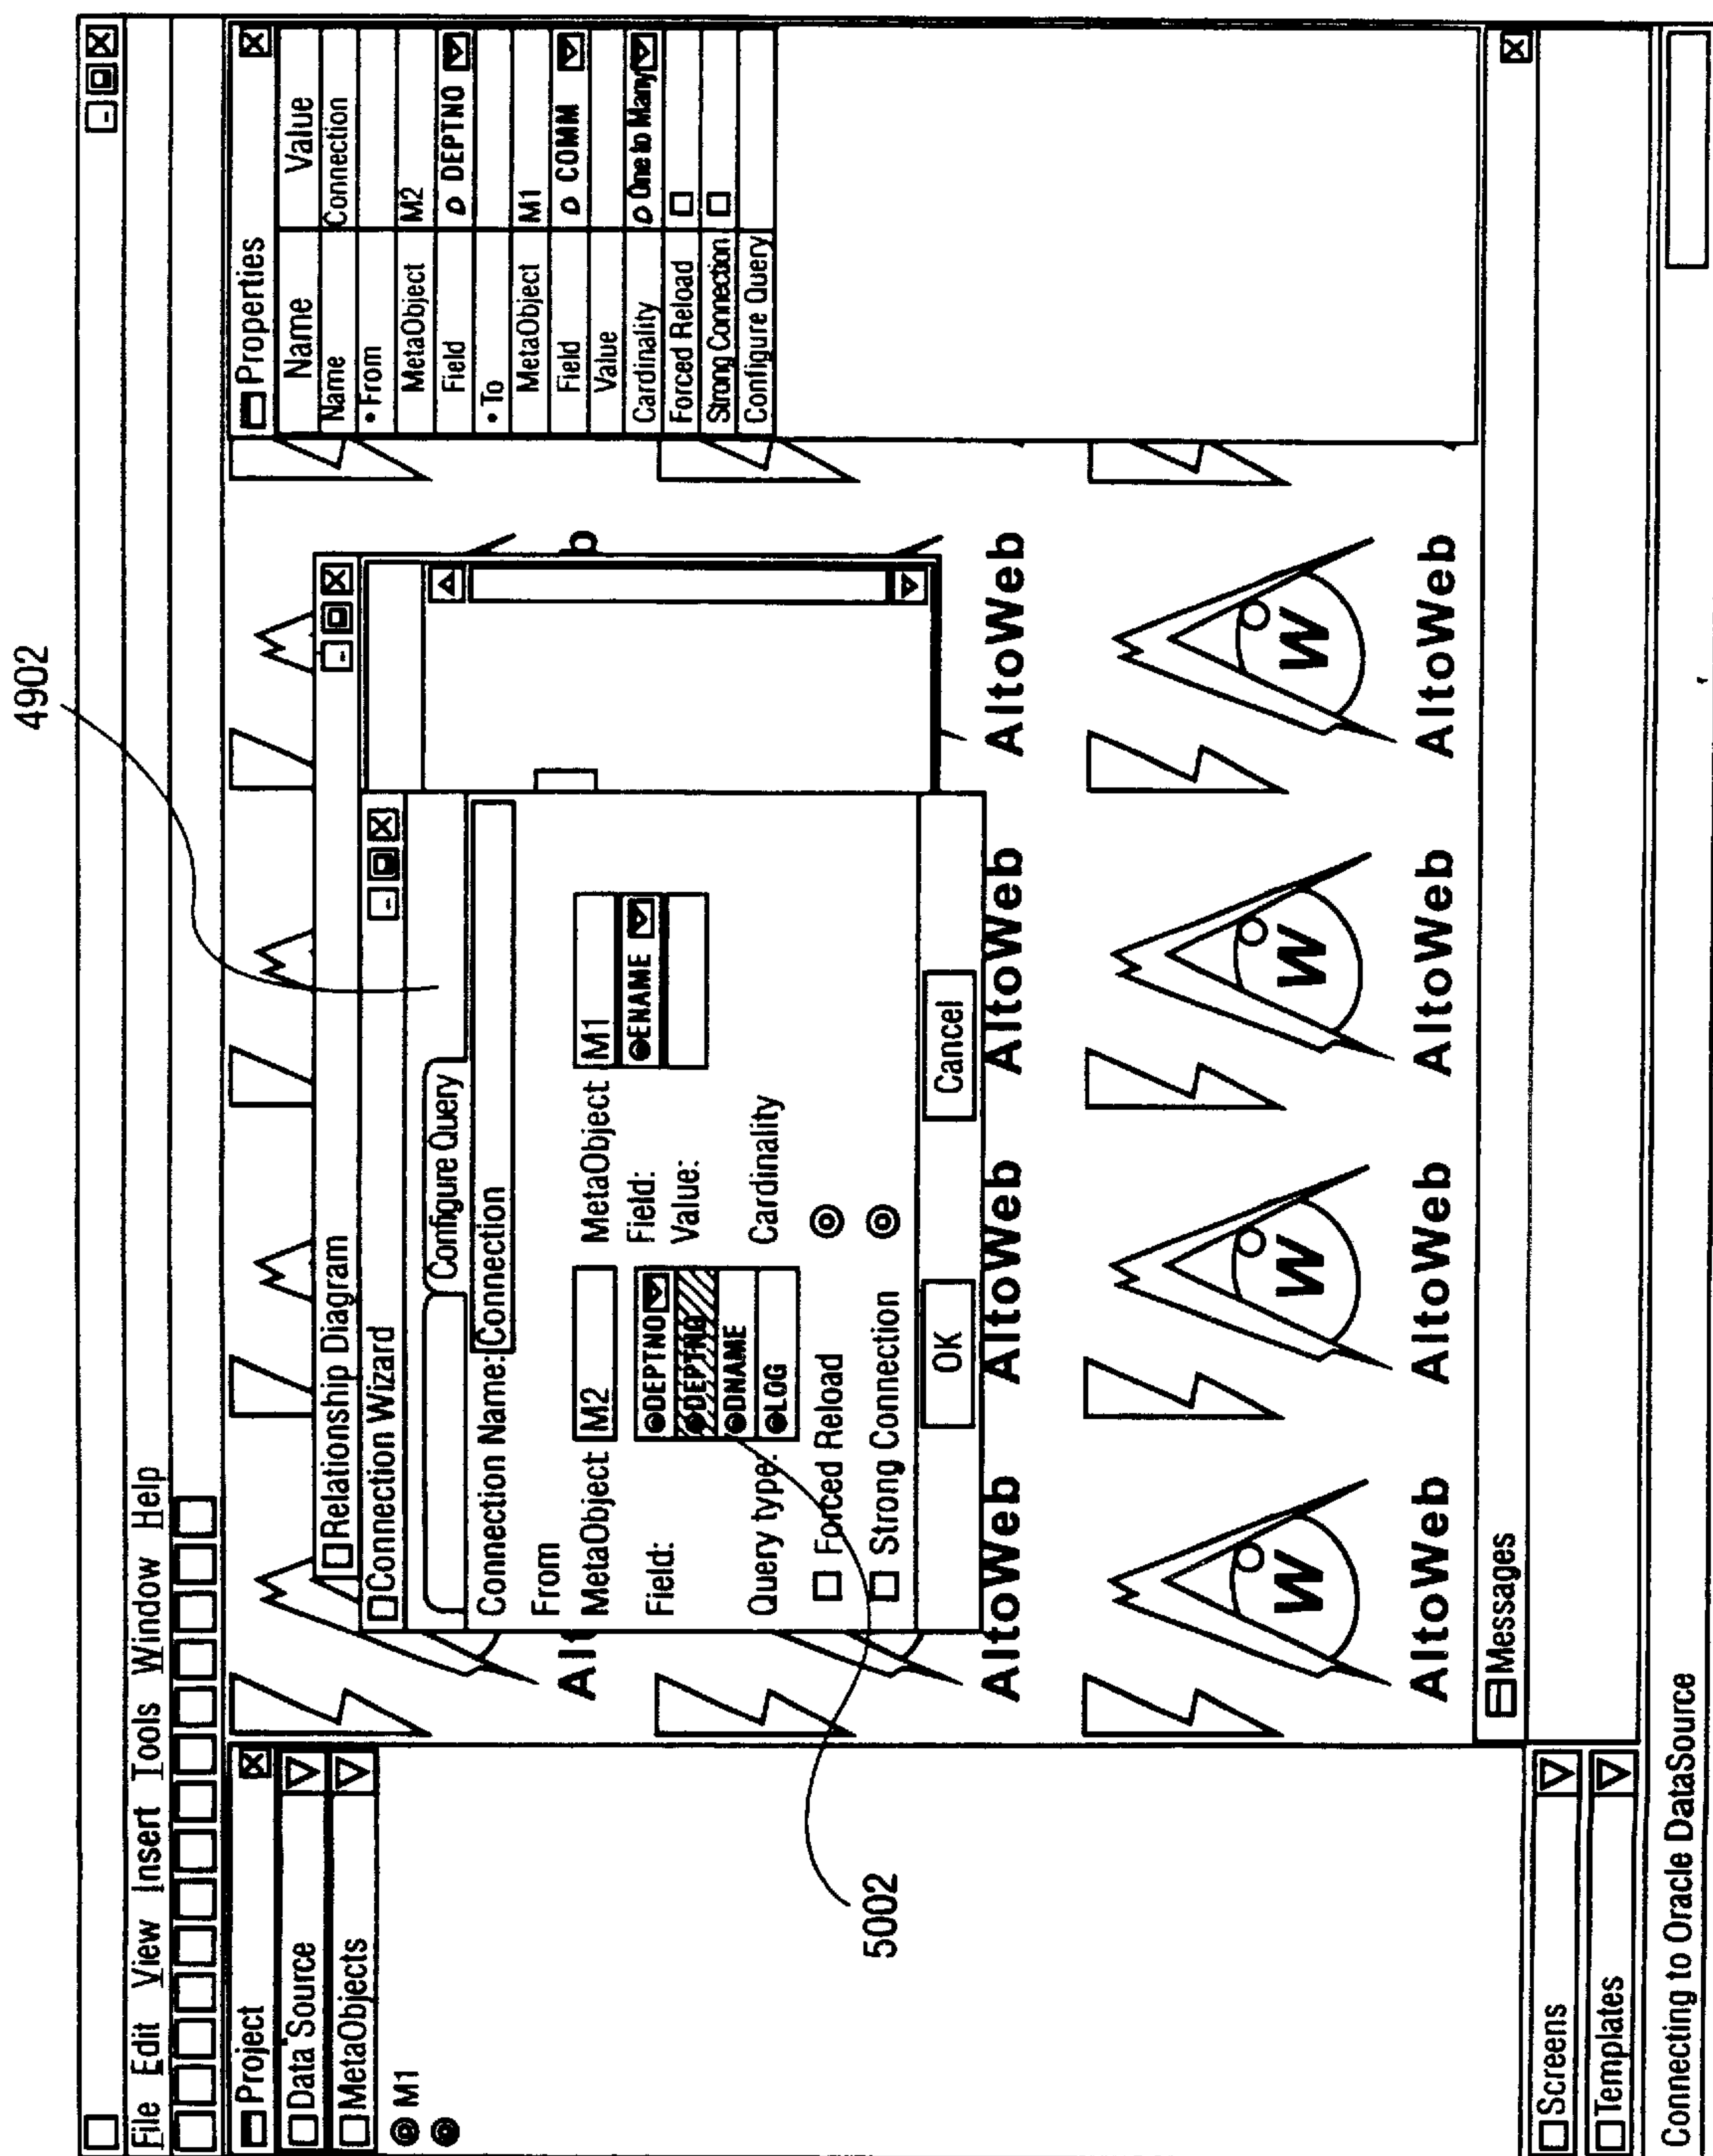 4902
File Edit View Insert Tools Window Help
Project
Data Source
MetaObjects
M1
Screens
Templates
Relationship Diagram
Connection Wizard
Configure Query
Connection Name: Connection
From
MetaObject M2 MetaObject M1
Field: DEPTNO Field: ENAME
DEPTNO Value:
DNAME
Query type: LOG Cardinality
Forced Reload
Strong Connection
OK Cancel
5002
b
Al
AltoWeb AltoWeb AltoWeb AltoWeb
W W W W
AltoWeb AltoWeb AltoWeb AltoWeb
Properties
Name Value
Name Connection
• From
MetaObject M2
Field DEPTNO
• To
MetaObject M1
Field COMM
Value
Cardinality One to Many
Forced Reload
Strong Connection
Configure Query
Messages
Connecting to Oracle DataSource